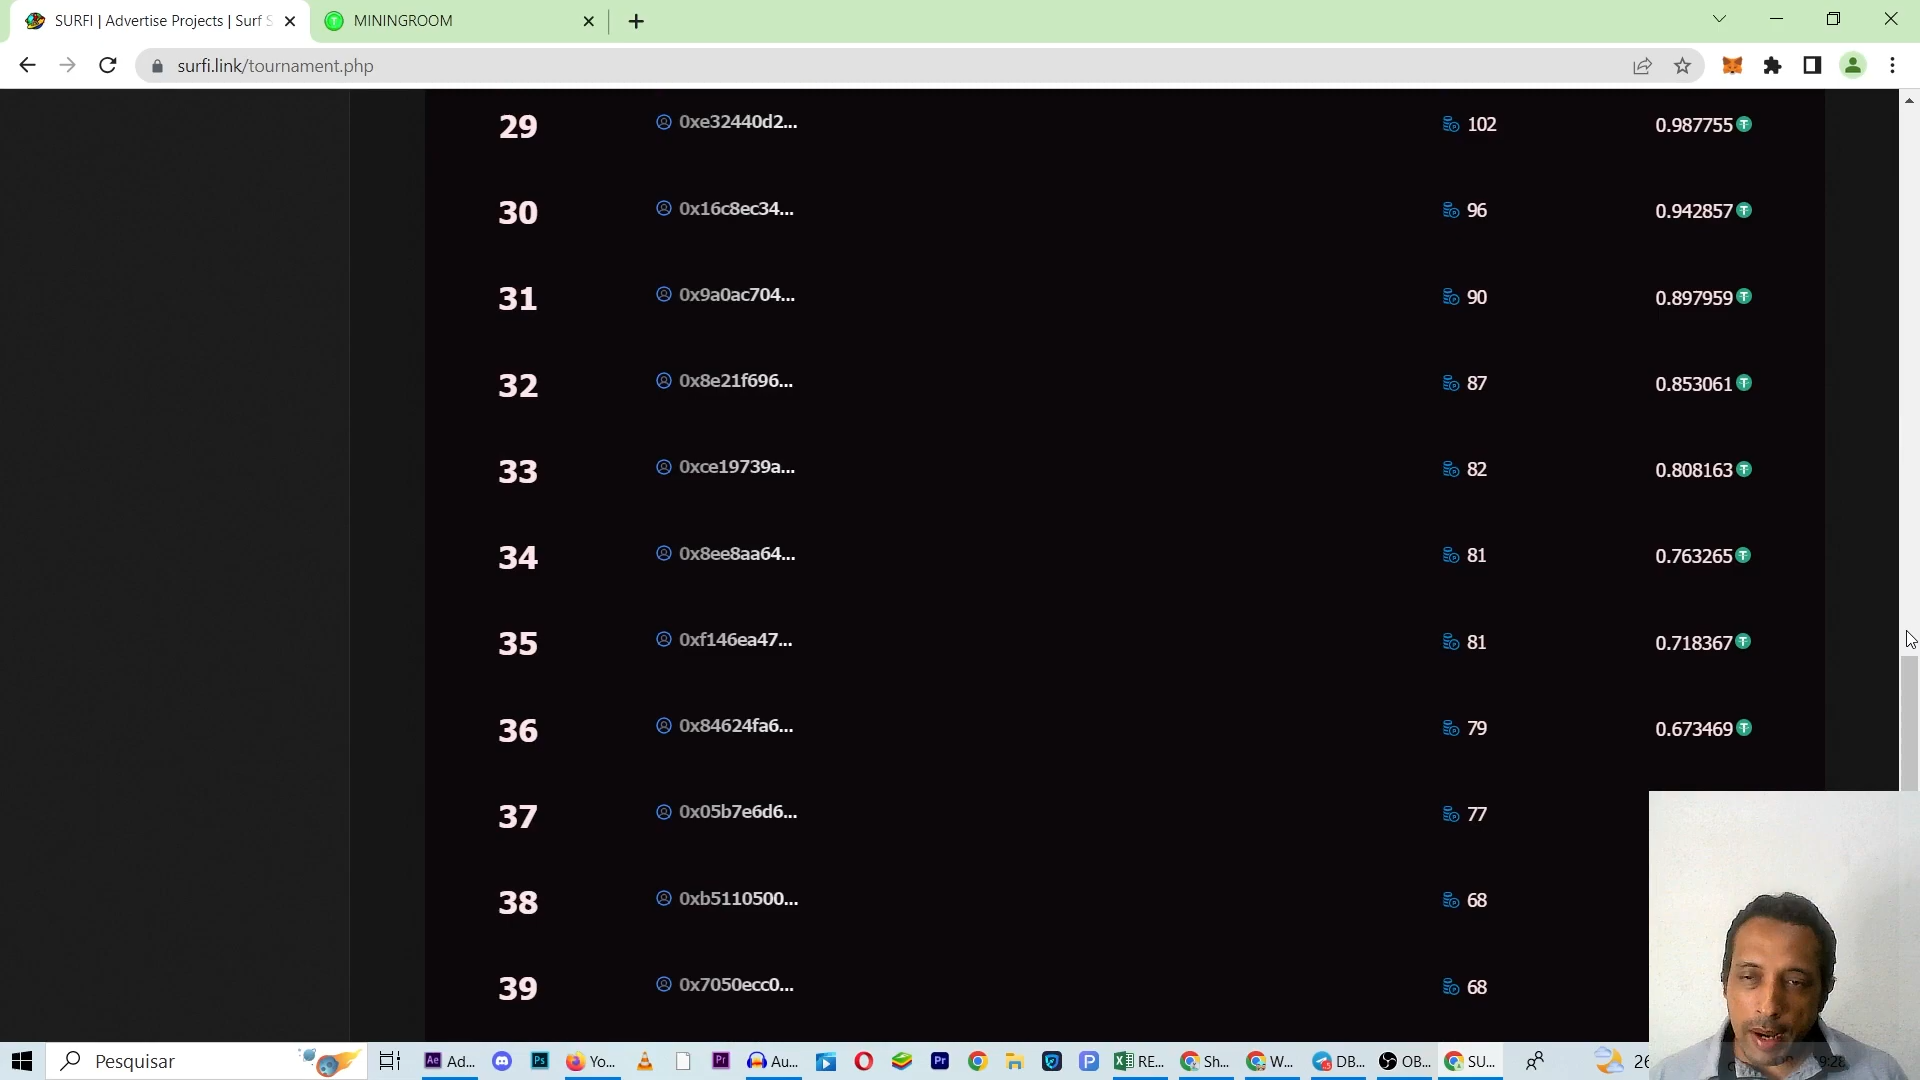 SURFI | Advertise Projects | Surf S
MININGROOM
surfi.link/tournament.php
29 0xe32440d2... 102 0.987755
30 0x16c8ec34... 96 0.942857
31 0x9a0ac704... 90 0.897959
32 0x8e21f696... 87 0.853061
33 0xce19739a... 82 0.808163
34 0x8ee8aa64... 81 0.763265
35 0xf146ea47... 81 0.718367
36 0x84624fa6... 79 0.673469
37 0x05b7e6d6... 77
38 0xb5110500... 68
39 0x7050ecc0... 68
Pesquisar Ad... Yo... Au... RE... Sh... W... DB... OB... SU... 26